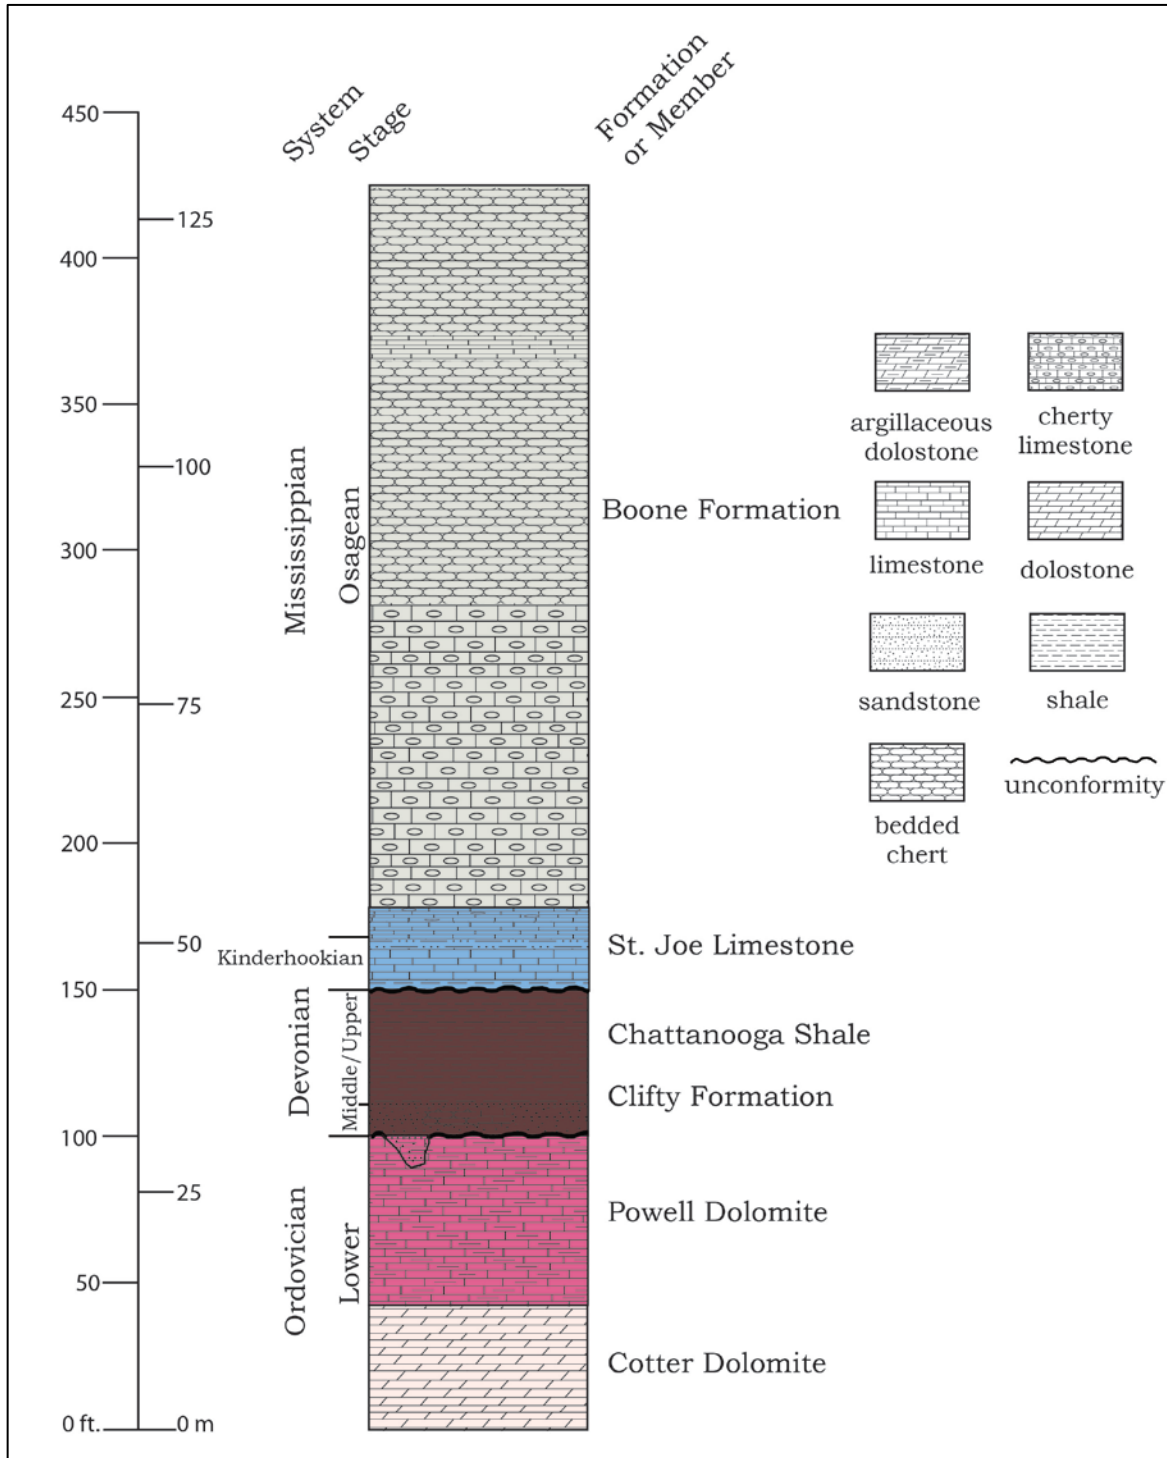 System
Stage
Formation
or Member
450
125
400
350
100
300
250
75
200
50
150
100
25
50
0 ft.
0 m
Mississippian
Osagean
Kinderhookian
Devonian
Middle/Upper
Ordovician
Lower
Boone Formation
St. Joe Limestone
Chattanooga Shale
Clifty Formation
Powell Dolomite
Cotter Dolomite
argillaceous
dolostone
cherty
limestone
limestone
dolostone
sandstone
shale
bedded
chert
unconformity